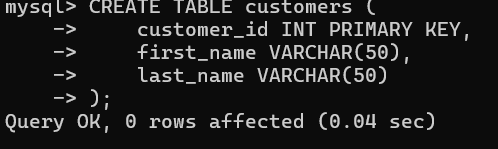 mysql> CREATE TABLE customers (
    ->     customer_id INT PRIMARY KEY,
    ->     first_name VARCHAR(50),
    ->     last_name VARCHAR(50)
    -> );
Query OK, 0 rows affected (0.04 sec)